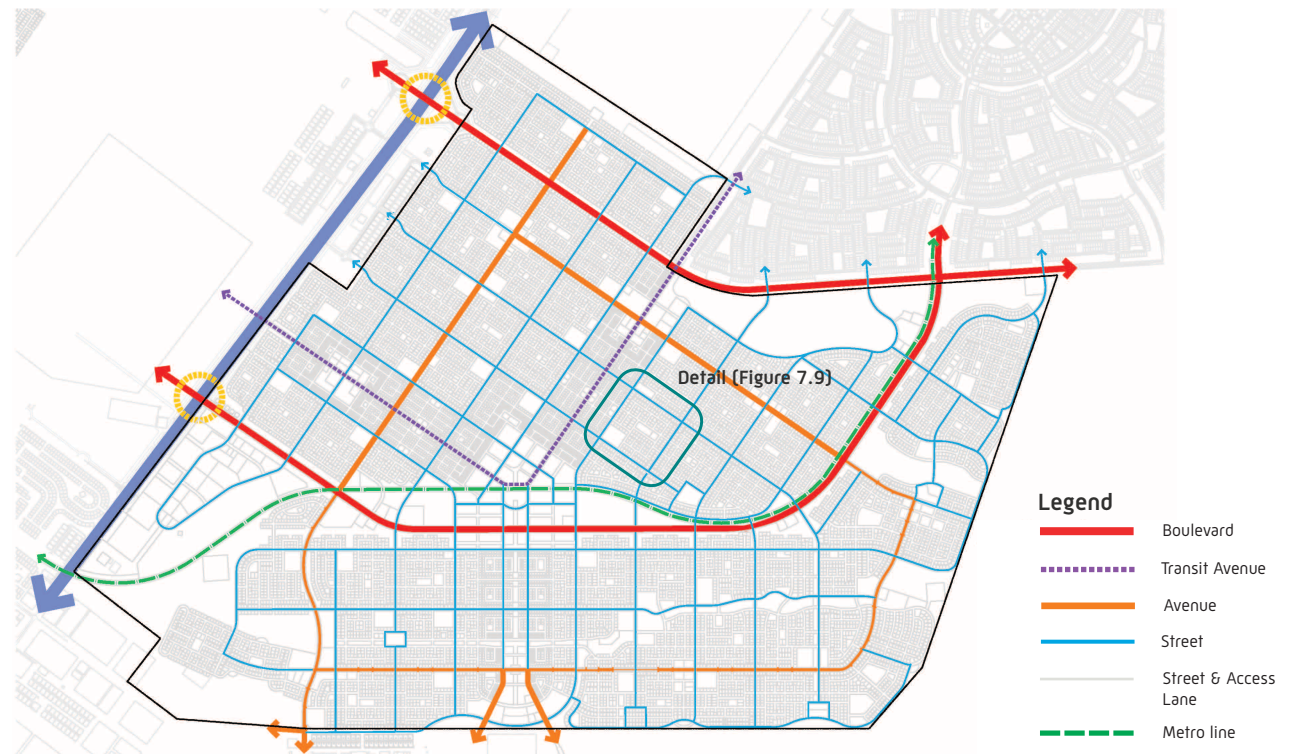 Detail (Figure 7.9)
Legend
Boulevard
Transit Avenue
Avenue
Street
Street & Access
Lane
Metro line